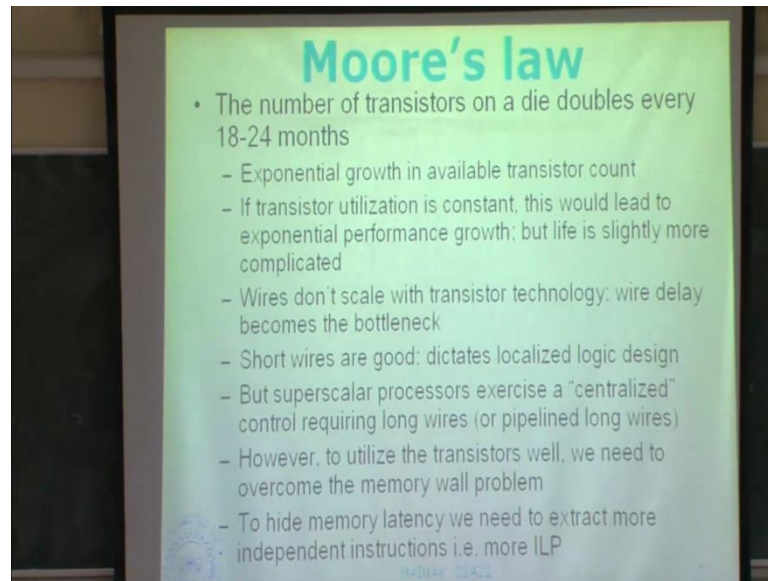 Moore's law
• The number of transistors on a die doubles every
18-24 months
– Exponential growth in available transistor count
– If transistor utilization is constant, this would lead to
exponential performance growth; but life is slightly more
complicated
– Wires don't scale with transistor technology: wire delay
becomes the bottleneck
– Short wires are good: dictates localized logic design
– But superscalar processors exercise a "centralized"
control requiring long wires (or pipelined long wires)
– However, to utilize the transistors well, we need to
overcome the memory wall problem
– To hide memory latency we need to extract more
independent instructions i.e. more ILP